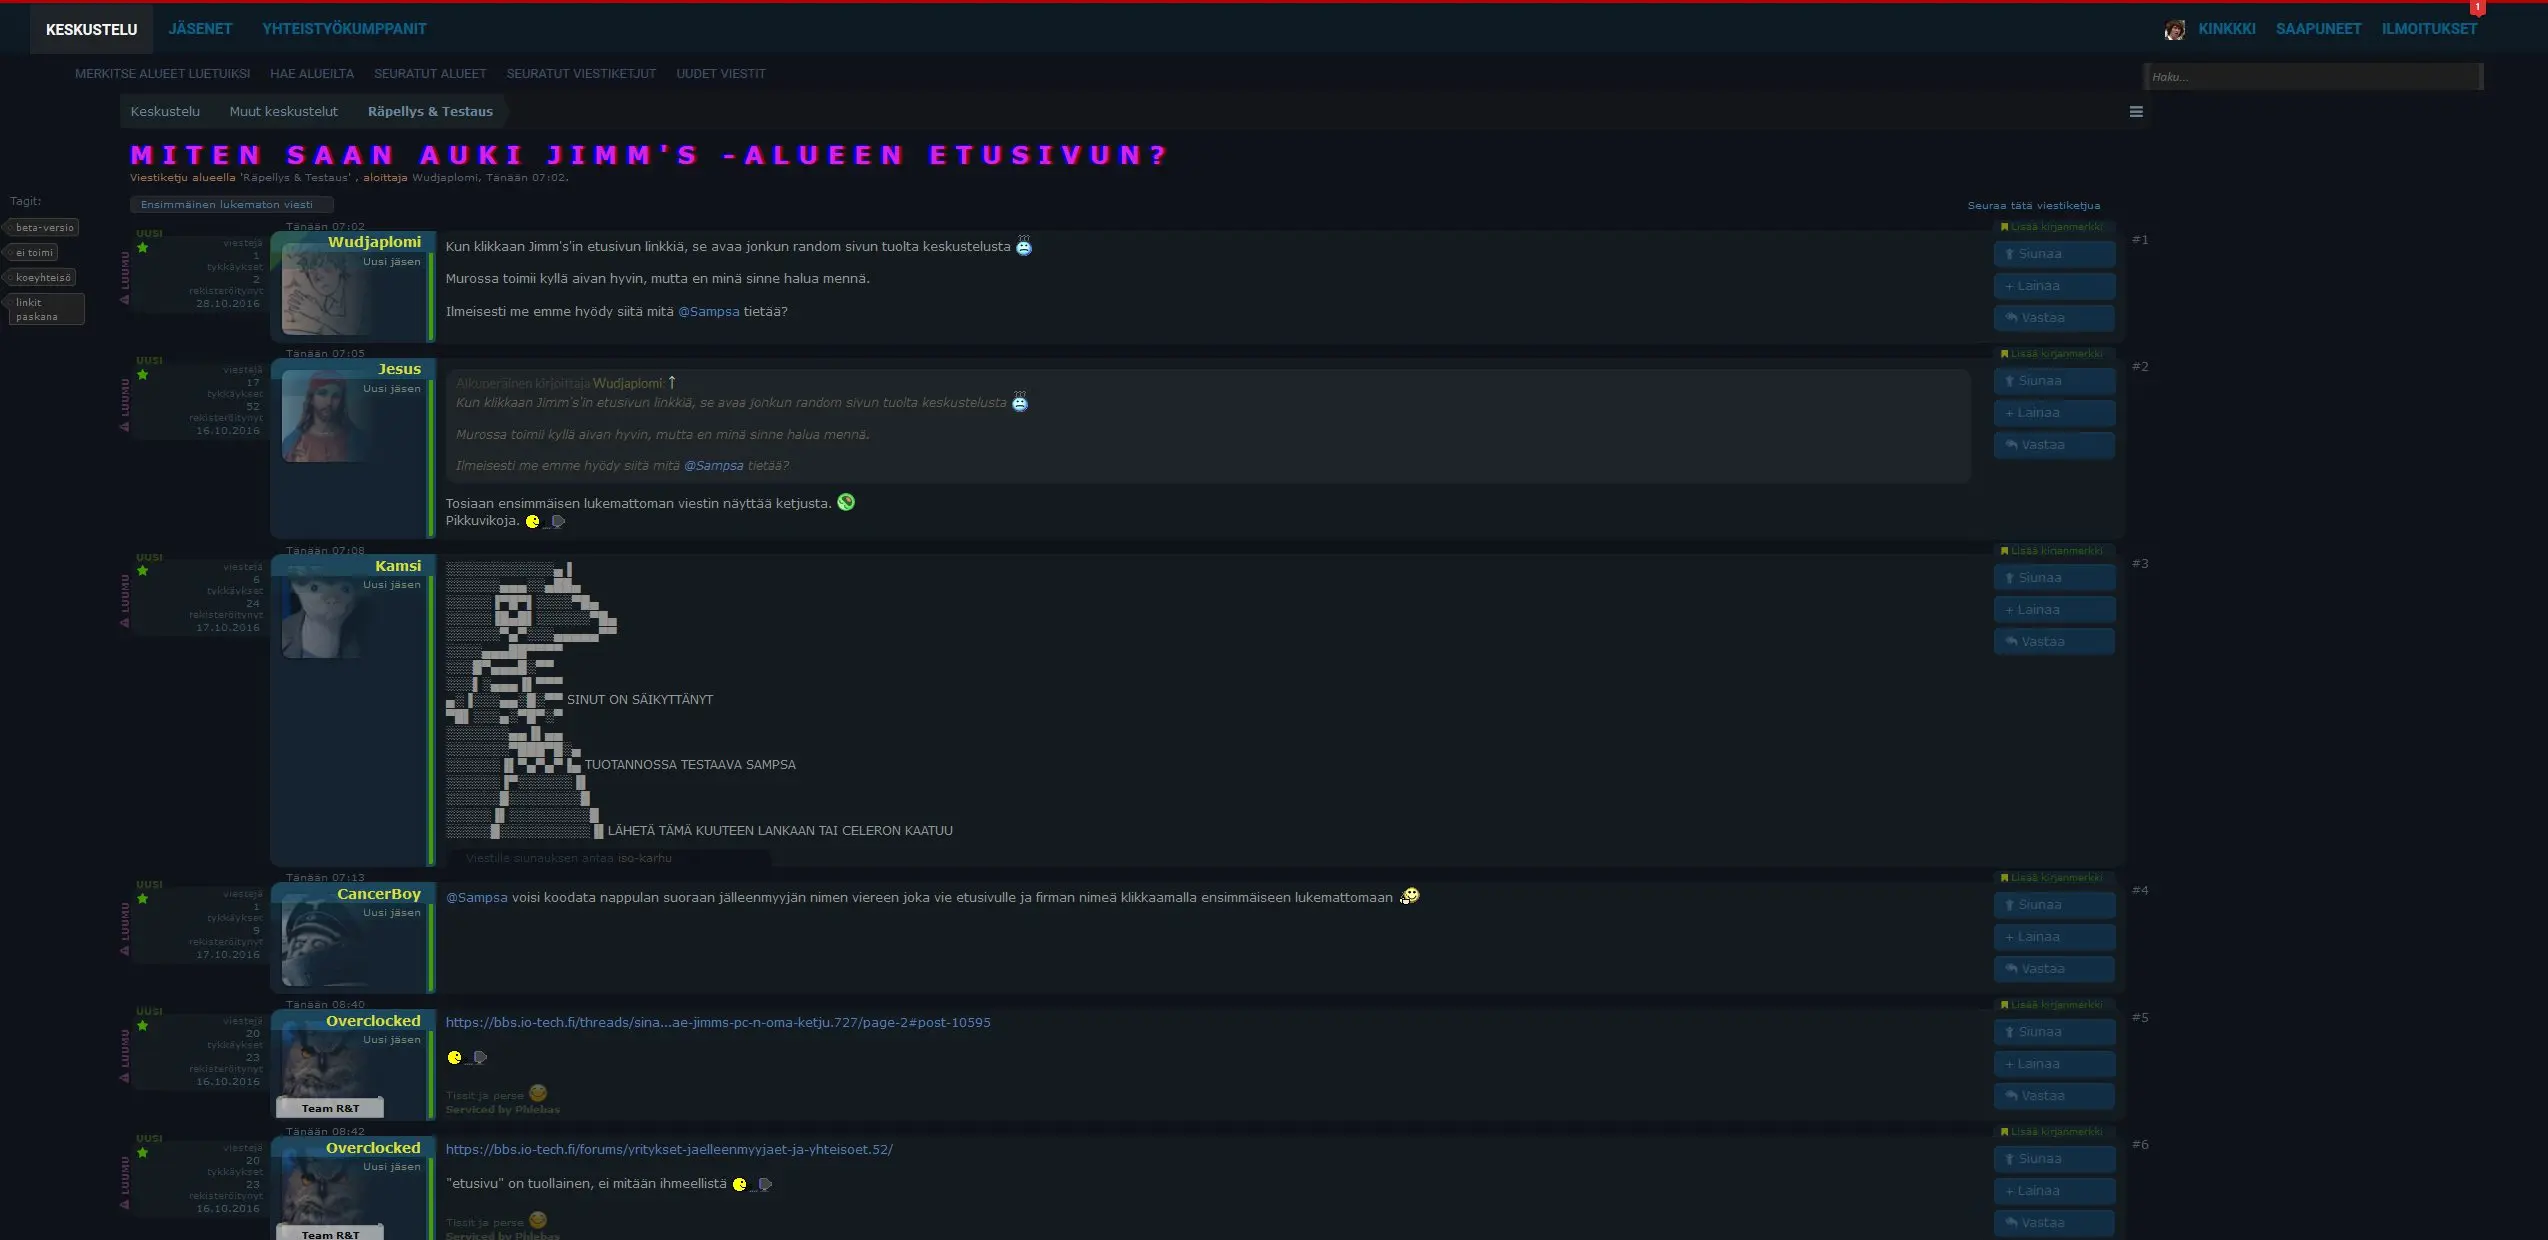 KESKUSTELU JÄSENET YHTEISTYÖKUMPPANIT KINKKKI SAAPUNEET ILMOITUKSET 1
MERKITSE ALUEET LUETUIKSI HAE ALUEILTA SEURATUT ALUEET SEURATUT VIESTIKETJUT UUDET VIESTIT Haku...
Keskustelu Muut keskustelut Räpellys & Testaus
MITEN SAAN AUKI JIMM'S -ALUEEN ETUSIVUN?
Viestiketju alueella 'Räpellys & Testaus' , aloittaja Wudjaplomi, Tänään 07:02.
Tagit:
beta-versio
ei toimi
koeyhteisö
linkit
paskana
Ensimmäinen lukematon viesti Seuraa tätä viestiketjua
Tänään 07:02
UUSI
LUUMU
viestejä
1
tykkäykset
2
rekisteröitynyt
28.10.2016
Wudjaplomi
Uusi jäsen
Kun klikkaan Jimm's'in etusivun linkkiä, se avaa jonkun random sivun tuolta keskustelusta
Murossa toimii kyllä aivan hyvin, mutta en minä sinne halua mennä.
Ilmeisesti me emme hyödy siitä mitä @Sampsa tietää?
Lisää kirjanmerkki
#1
Siunaa
+ Lainaa
Vastaa
Tänään 07:05
UUSI
LUUMU
viestejä
17
tykkäykset
52
rekisteröitynyt
16.10.2016
Jesus
Uusi jäsen
Alkuperäinen kirjoittaja Wudjaplomi: ↑
Kun klikkaan Jimm's'in etusivun linkkiä, se avaa jonkun random sivun tuolta keskustelusta
Murossa toimii kyllä aivan hyvin, mutta en minä sinne halua mennä.
Ilmeisesti me emme hyödy siitä mitä @Sampsa tietää?
Tosiaan ensimmäisen lukemattoman viestin näyttää ketjusta.
Pikkuvikoja.
Lisää kirjanmerkki
#2
Siunaa
+ Lainaa
Vastaa
Tänään 07:08
UUSI
LUUMU
viestejä
6
tykkäykset
24
rekisteröitynyt
17.10.2016
Kamsi
Uusi jäsen
SINUT ON SÄIKYTTÄNYT
TUOTANNOSSA TESTAAVA SAMPSA
LÄHETÄ TÄMÄ KUUTEEN LANKAAN TAI CELERON KAATUU
Viestille siunauksen antaa iso-karhu
Lisää kirjanmerkki
#3
Siunaa
+ Lainaa
Vastaa
Tänään 07:13
UUSI
LUUMU
viestejä
1
tykkäykset
9
rekisteröitynyt
17.10.2016
CancerBoy
Uusi jäsen
@Sampsa voisi koodata nappulan suoraan jälleenmyyjän nimen viereen joka vie etusivulle ja firman nimeä klikkaamalla ensimmäiseen lukemattomaan
Lisää kirjanmerkki
#4
Siunaa
+ Lainaa
Vastaa
Tänään 08:40
UUSI
LUUMU
viestejä
20
tykkäykset
23
rekisteröitynyt
16.10.2016
Overclocked
Uusi jäsen
Team R&T
https://bbs.io-tech.fi/threads/sina...ae-jimms-pc-n-oma-ketju.727/page-2#post-10595
Tissit ja perse
Serviced by Phlebas
Lisää kirjanmerkki
#5
Siunaa
+ Lainaa
Vastaa
Tänään 08:42
UUSI
LUUMU
viestejä
20
tykkäykset
23
rekisteröitynyt
16.10.2016
Overclocked
Uusi jäsen
Team R&T
https://bbs.io-tech.fi/forums/yritykset-jaelleenmyyjaet-ja-yhteisoet.52/
"etusivu" on tuollainen, ei mitään ihmeellistä
Tissit ja perse
Serviced by Phlebas
Lisää kirjanmerkki
#6
Siunaa
+ Lainaa
Vastaa